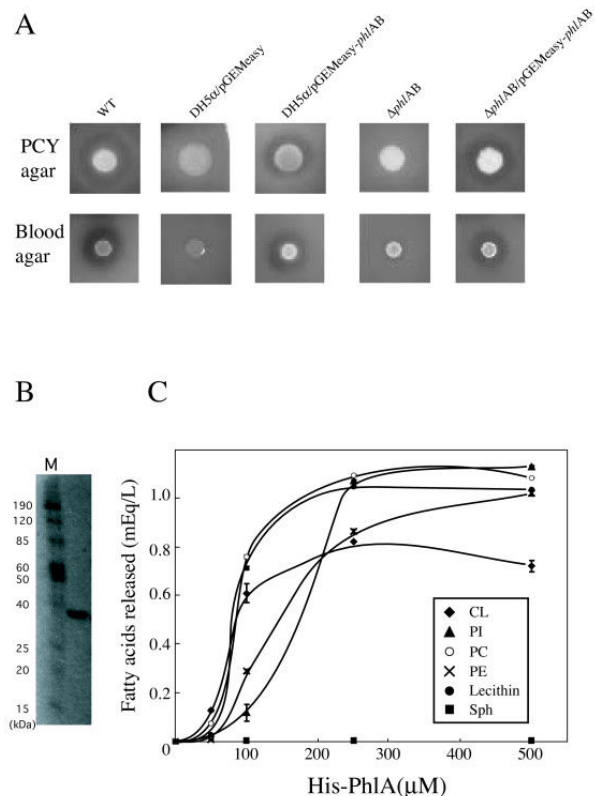 A
WT
DH5α/pGEMeasy
DH5α/pGEMeasy-phlAB
ΔphlAB
ΔphlAB/pGEMeasy-phlAB
PCY
agar
Blood
agar
B
C
M
190
120
85
60
50
40
25
20
15
(kDa)
Fatty acids released (mEq/L)
1.0
0.8
0.6
0.4
0.2
0
100
200
300
400
500
His-PhlA(μM)
CL
PI
PC
PE
Lecithin
Sph